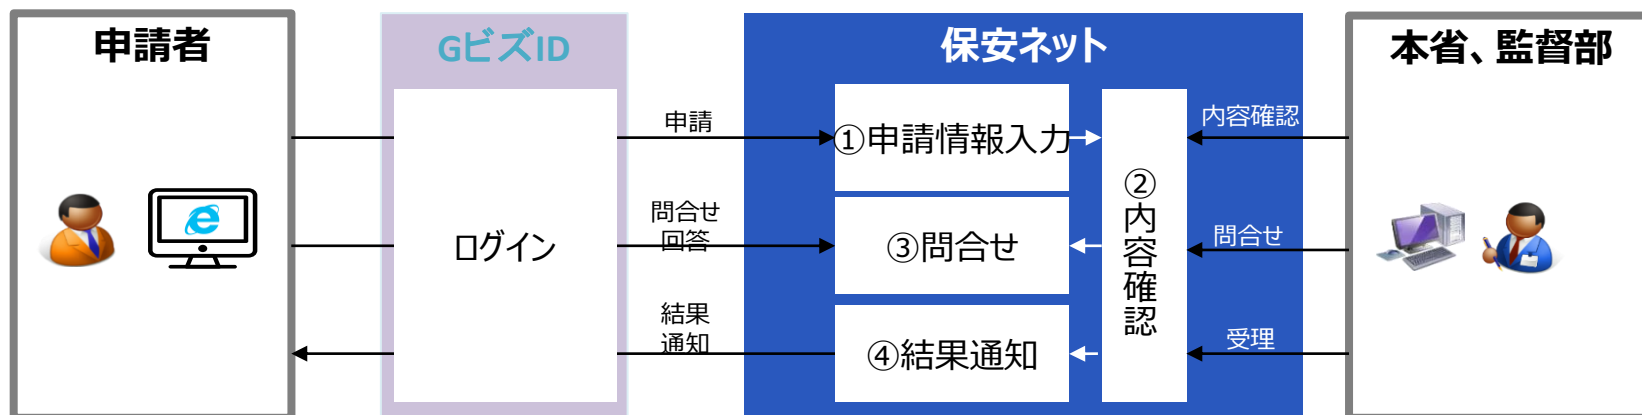 申請者
GビズID
保安ネット
本省、監督部
申請
①申請情報入力
内容確認
②内容確認
問合せ
回答
ログイン
③問合せ
問合せ
結果
通知
④結果通知
受理